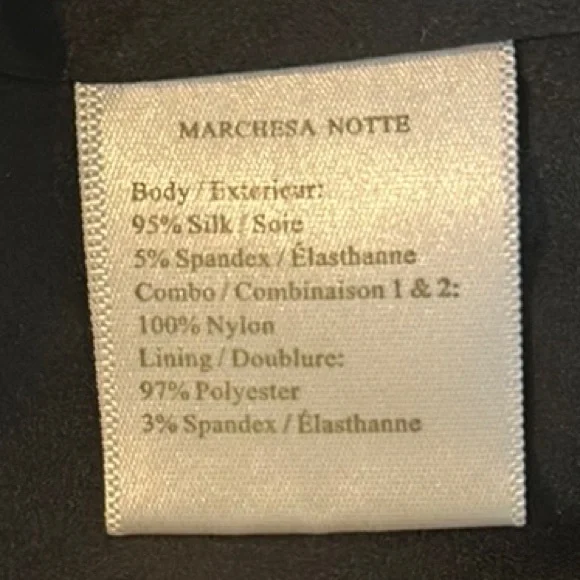 MARCHESA NOTTE
Body / Exterieur:
95% Silk / Soie
5% Spandex / Élasthanne
Combo / Combinaison 1 & 2:
100% Nylon
Lining / Doublure:
97% Polyester
3% Spandex / Élasthanne